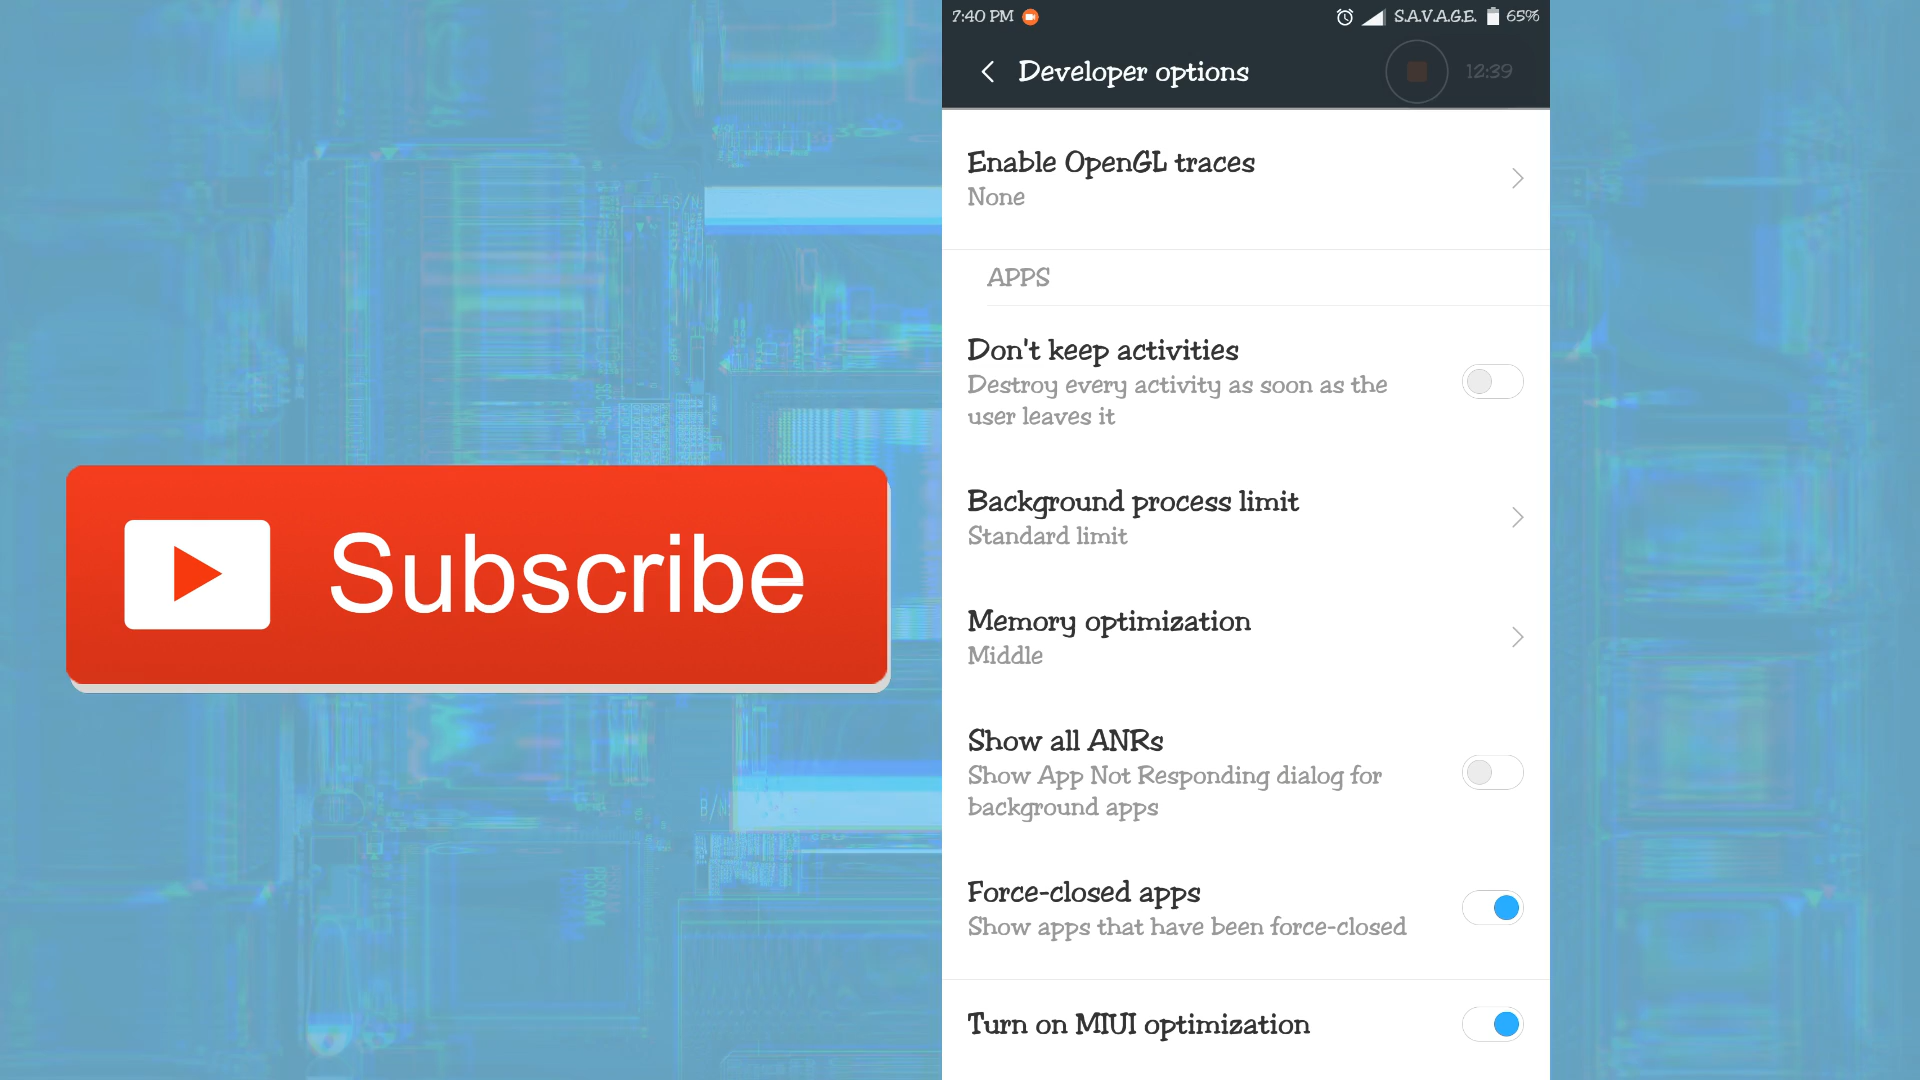 7:40 PM
S.A.V.A.G.E.
65%
Developer options
12:39
Enable OpenGL traces
None
APPS
Don't keep activities
Destroy every activity as soon as the
user leaves it
Background process limit
Standard limit
Memory optimization
Middle
Show all ANRs
Show App Not Responding dialog for
background apps
Force-closed apps
Show apps that have been force-closed
Turn on MIUI optimization
Subscribe
S/N
B/N